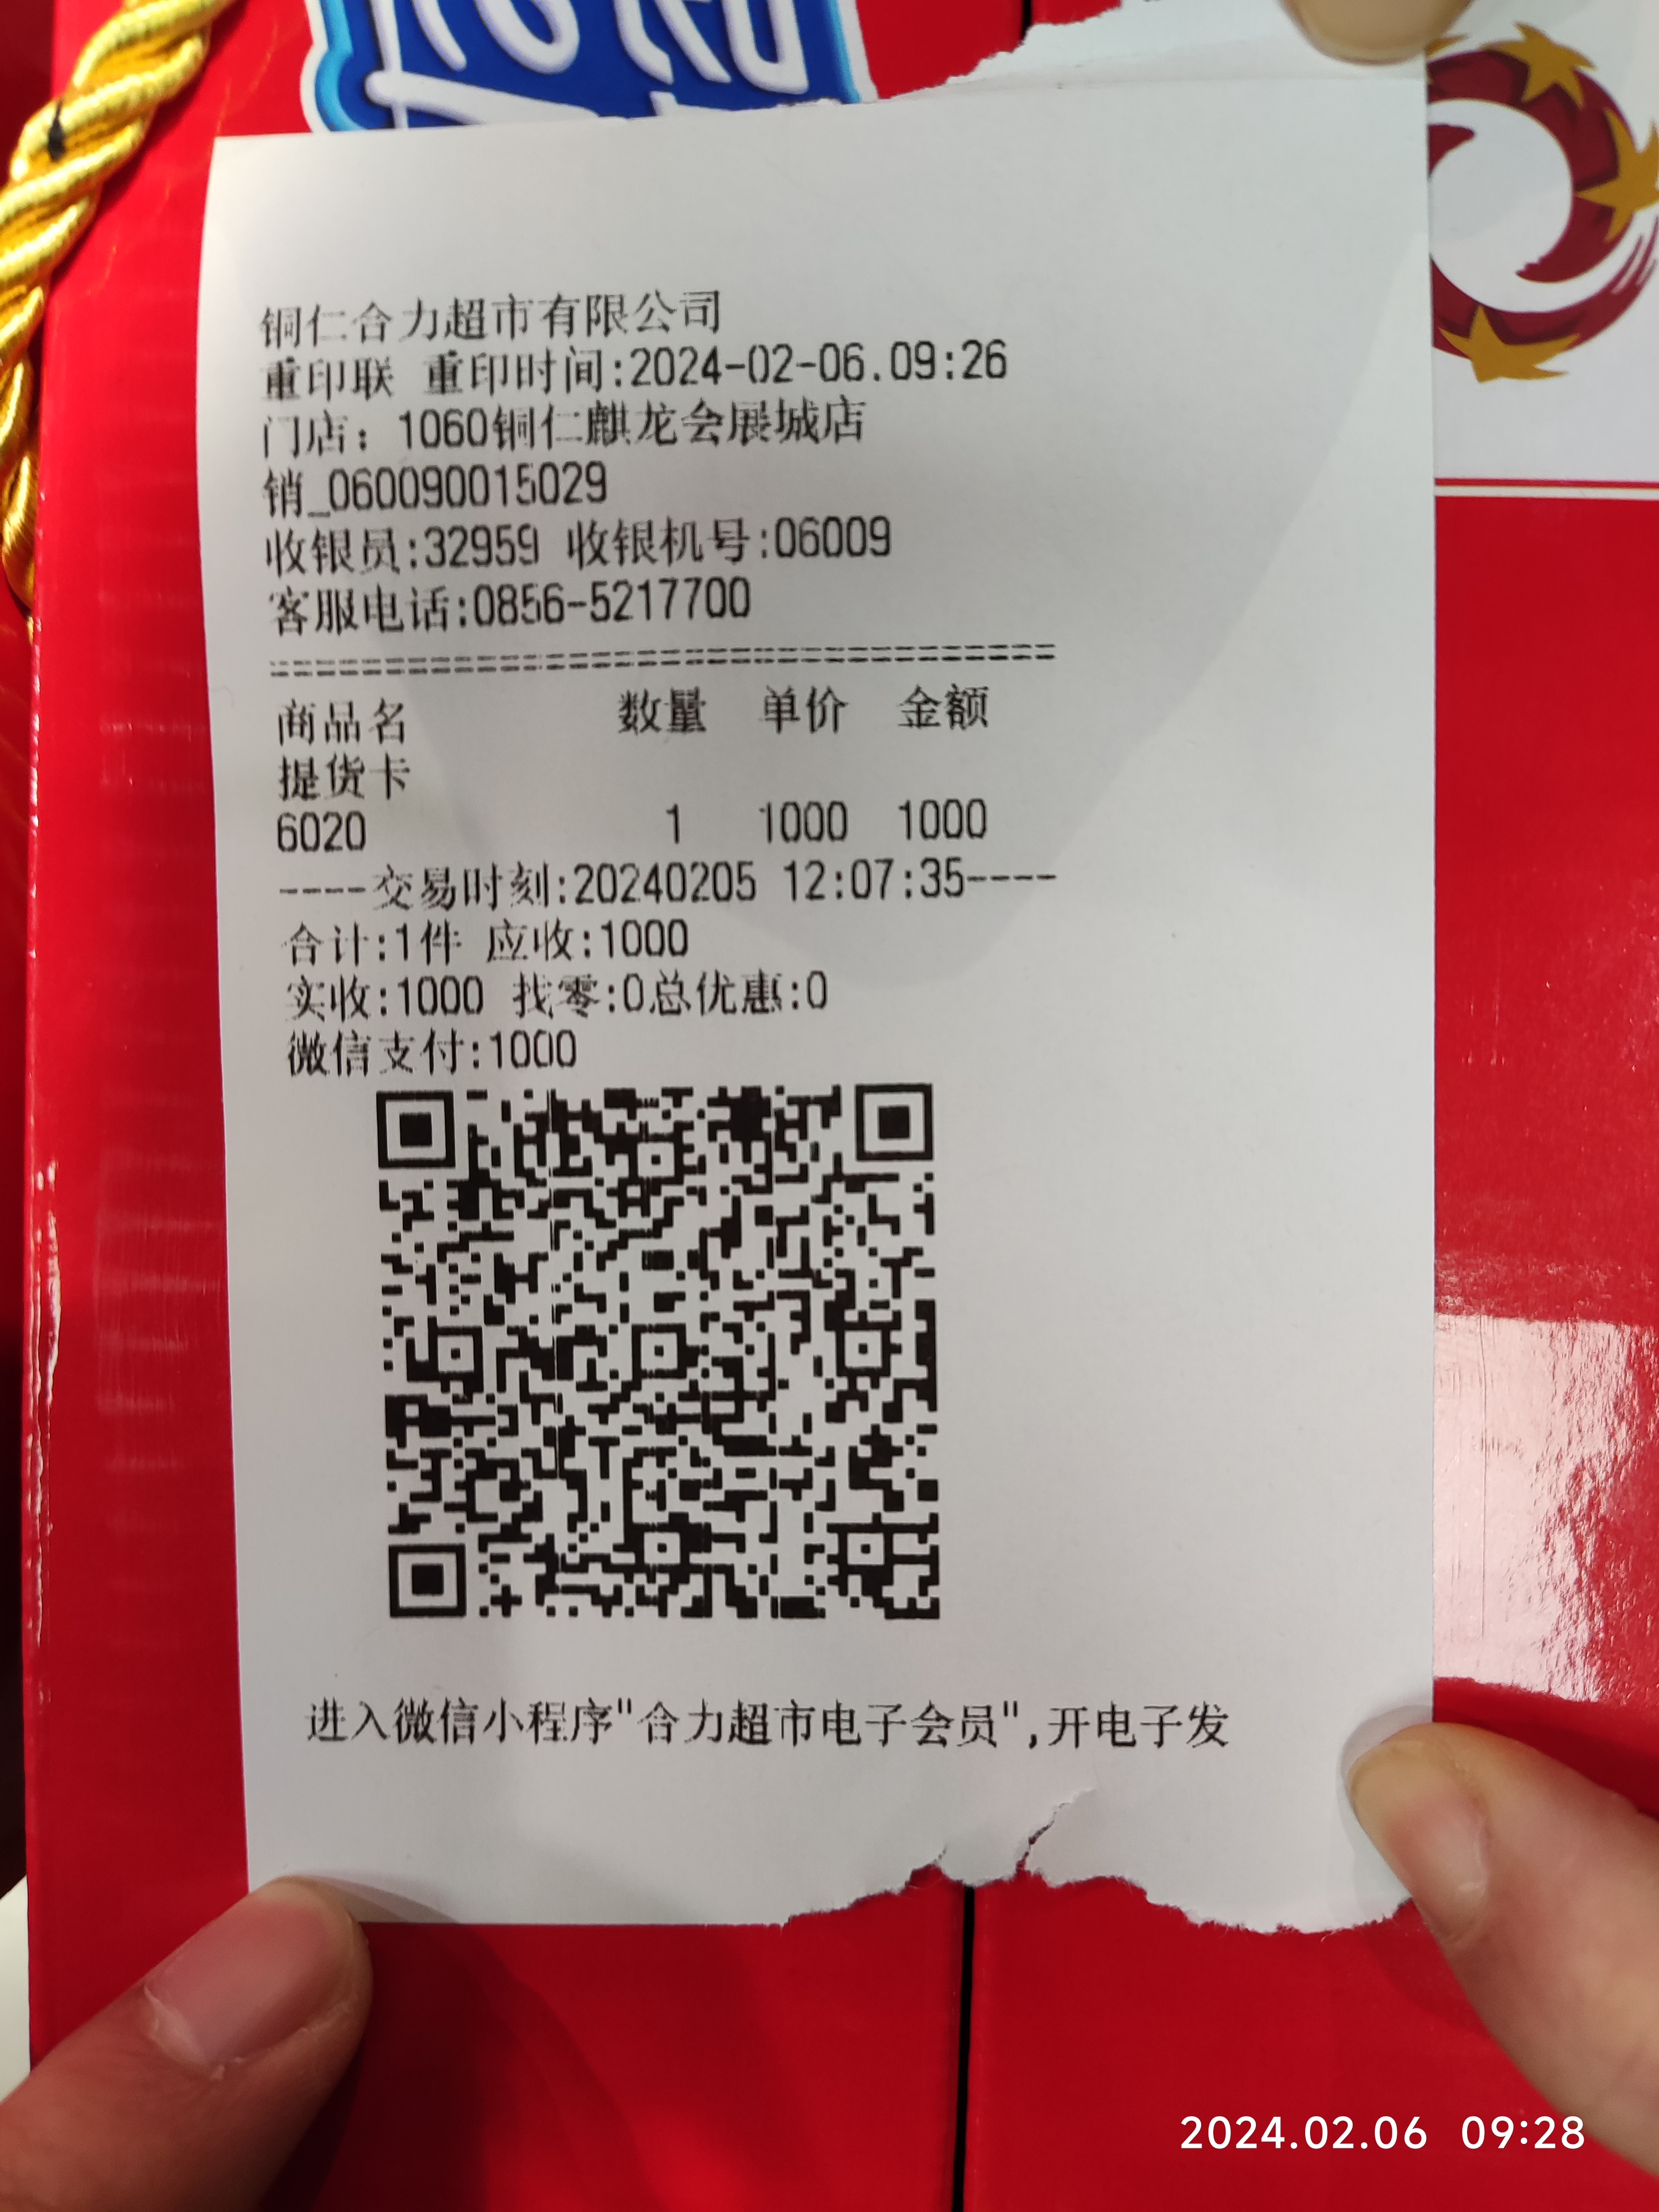 铜仁合力超市有限公司
重印联 重印时间:2024-02-06.09:26
门店：1060铜仁麒龙会展城店
销_060090015029
收银员:32959 收银机号:06009
客服电话:0856-5217700
===================================
商品名 数量 单价 金额
提货卡
6020 1 1000 1000
----交易时刻:20240205 12:07:35----
合计:1件 应收:1000
实收:1000 找零:0总优惠:0
微信支付:1000
进入微信小程序"合力超市电子会员",开电子发
2024.02.06 09:28